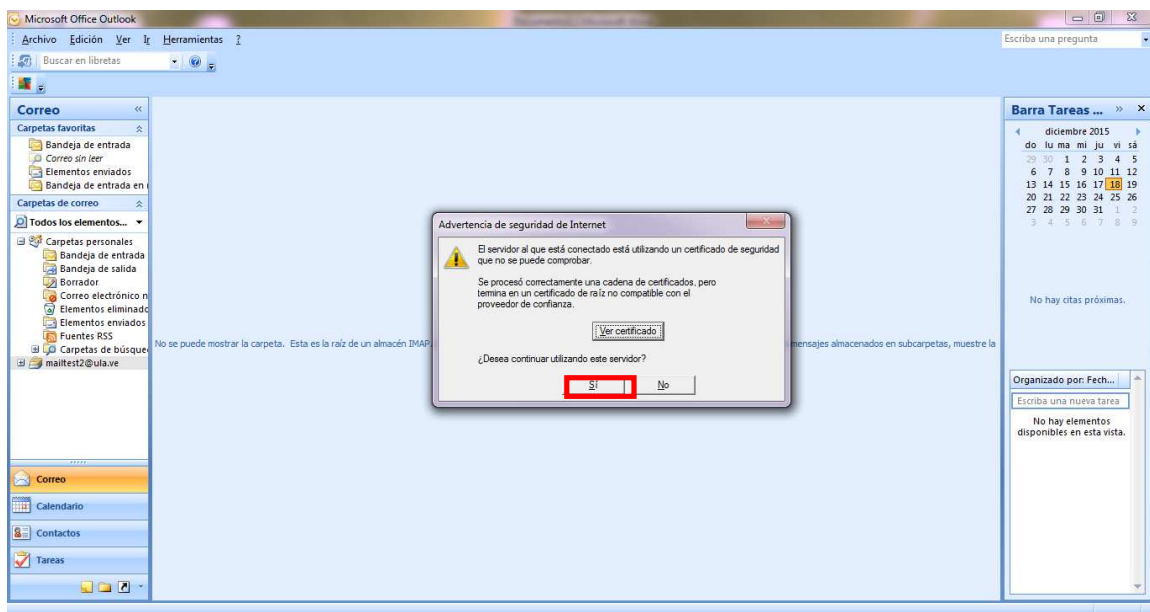 Microsoft Office Outlook
Archivo Edición Ver Ir Herramientas ?
Escriba una pregunta
Buscar en libretas
Correo
Carpetas favoritas
Bandeja de entrada
Correo sin leer
Elementos enviados
Bandeja de entrada en
Carpetas de correo
Todos los elementos...
Carpetas personales
Bandeja de entrada
Bandeja de salida
Borrador
Correo electrónico n
Elementos eliminado
Elementos enviados
Fuentes RSS
Carpetas de búsque
mailtest2@ula.ve
Correo
Calendario
Contactos
Tareas
No se puede mostrar la carpeta. Esta es la raíz de un almacén IMAP.
mensajes almacenados en subcarpetas, muestre la
Advertencia de seguridad de Internet
El servidor al que está conectado está utilizando un certificado de seguridad
que no se puede comprobar.
Se procesó correctamente una cadena de certificados, pero
termina en un certificado de raíz no compatible con el
proveedor de confianza.
Ver certificado
¿Desea continuar utilizando este servidor?
Sí No
Barra Tareas ... »
diciembre 2015
do lu ma mi ju vi sá
29 30 1 2 3 4 5
6 7 8 9 10 11 12
13 14 15 16 17 18 19
20 21 22 23 24 25 26
27 28 29 30 31 1 2
3 4 5 6 7 8 9
No hay citas próximas.
Organizado por: Fech...
Escriba una nueva tarea
No hay elementos
disponibles en esta vista.